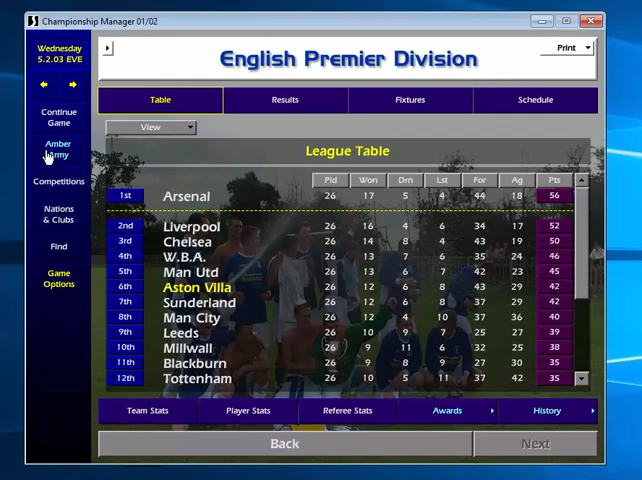 Championship Manager 01/02
Wednesday
5.2.03 EVE
Continue
Game
Amber
Army
Competitions
Nations
& Clubs
Find
Game
Options
English Premier Division
Print
Table Results Fixtures Schedule
View
League Table
Pld Won Drn Lst For Ag Pts
1st Arsenal 26 17 5 4 44 18 56
2nd Liverpool 26 16 4 6 34 17 52
3rd Chelsea 26 14 8 4 43 19 50
4th W.B.A. 26 13 7 6 35 24 46
5th Man Utd 26 13 6 7 42 23 45
6th Aston Villa 26 12 6 8 43 29 42
7th Sunderland 26 12 6 8 37 29 42
8th Man City 26 12 4 10 37 36 40
9th Leeds 26 10 9 7 25 27 39
10th Millwall 26 9 11 6 32 25 38
11th Blackburn 26 9 8 9 27 30 35
12th Tottenham 26 10 5 11 37 42 35
Team Stats Player Stats Referee Stats Awards History
Back Next